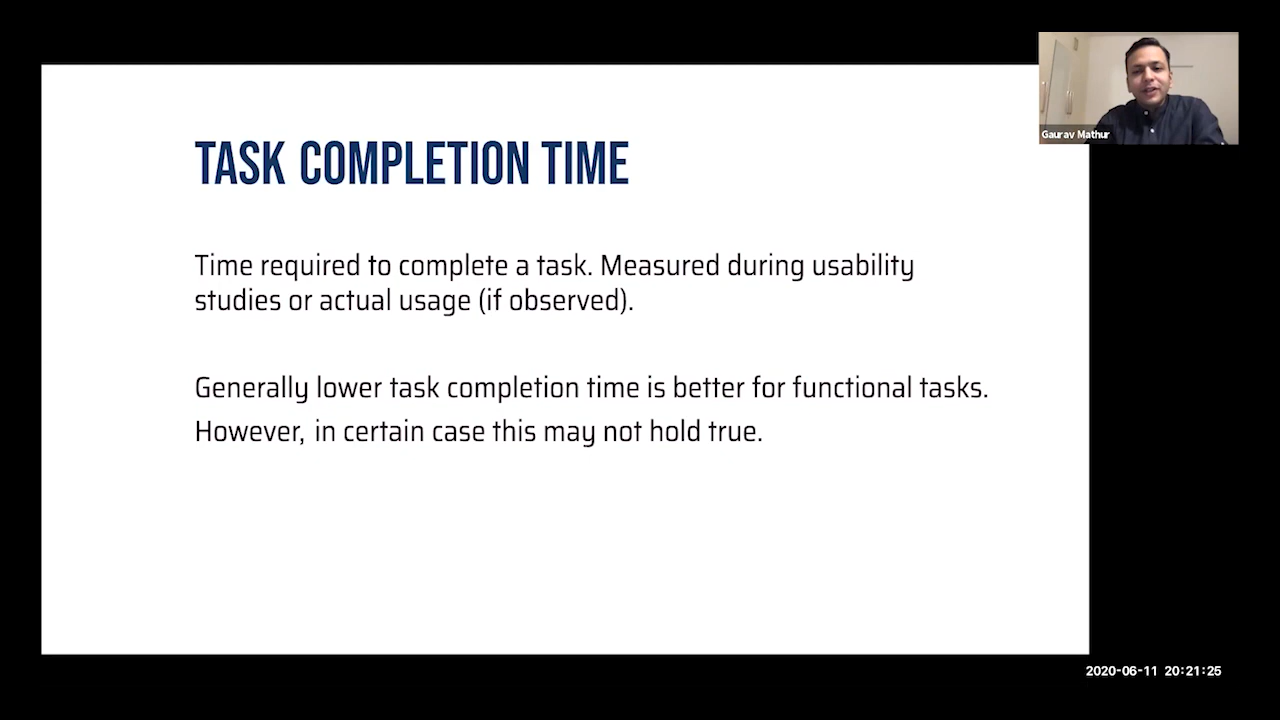 Gaurav Mathur
TASK COMPLETION TIME
Time required to complete a task. Measured during usability
studies or actual usage (if observed).
Generally lower task completion time is better for functional tasks.
However, in certain case this may not hold true.
2020-06-11 20:21:25